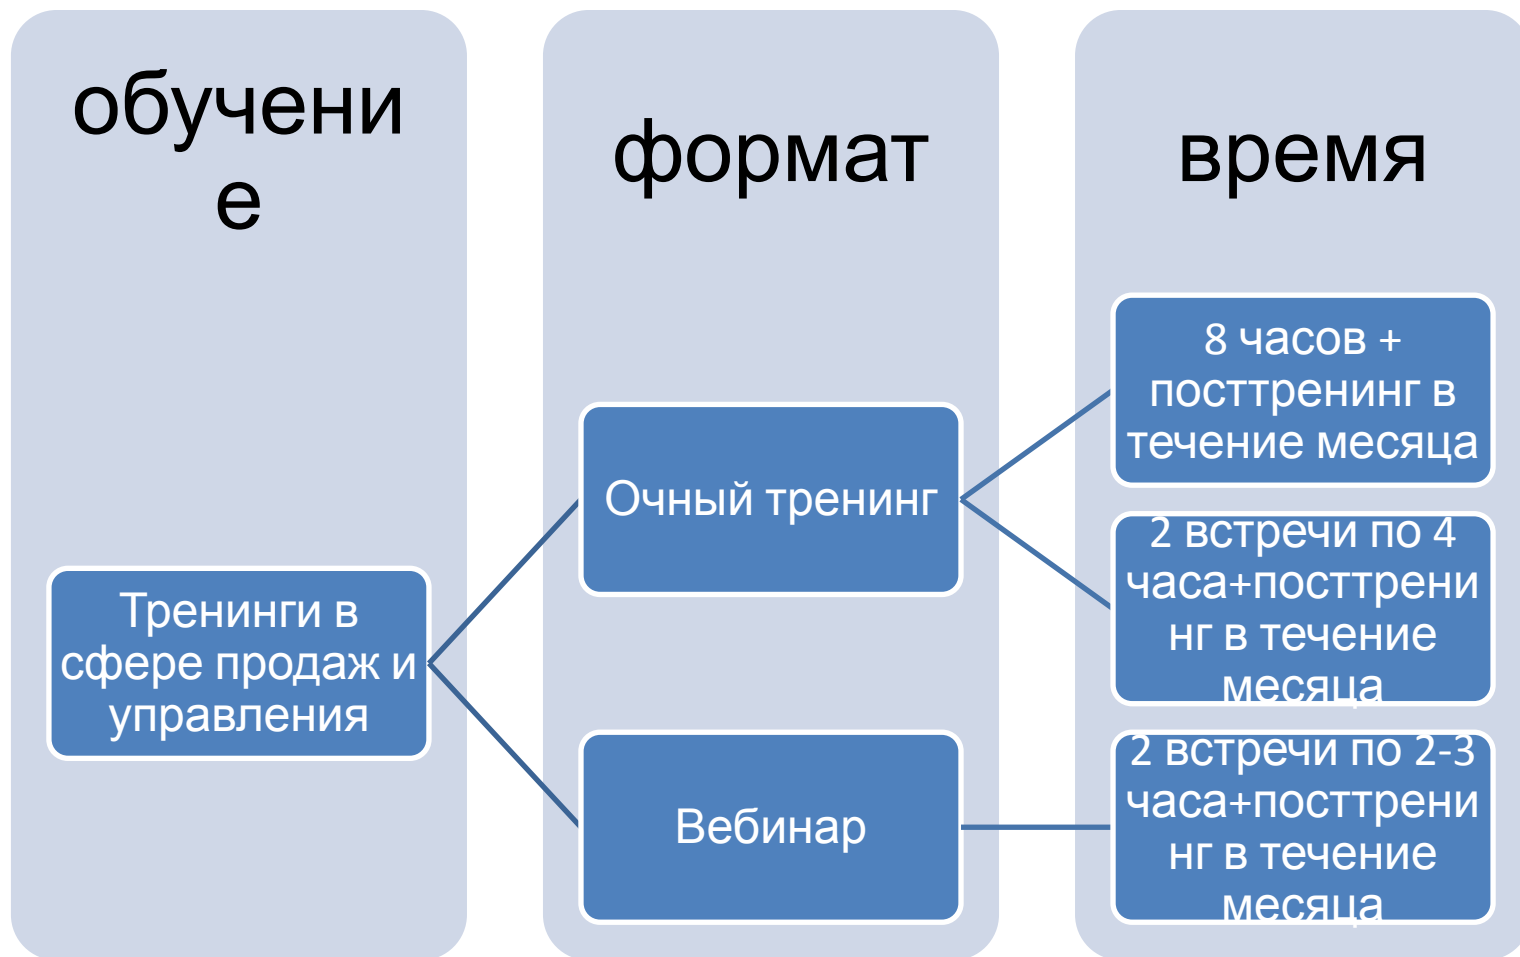 обучени
е
формат
время
Тренинги в
сфере продаж и
управления
Очный тренинг
Вебинар
8 часов +
посттренинг в
течение месяца
2 встречи по 4
часа+посттрени
нг в течение
месяца
2 встречи по 2-3
часа+посттрени
нг в течение
месяца